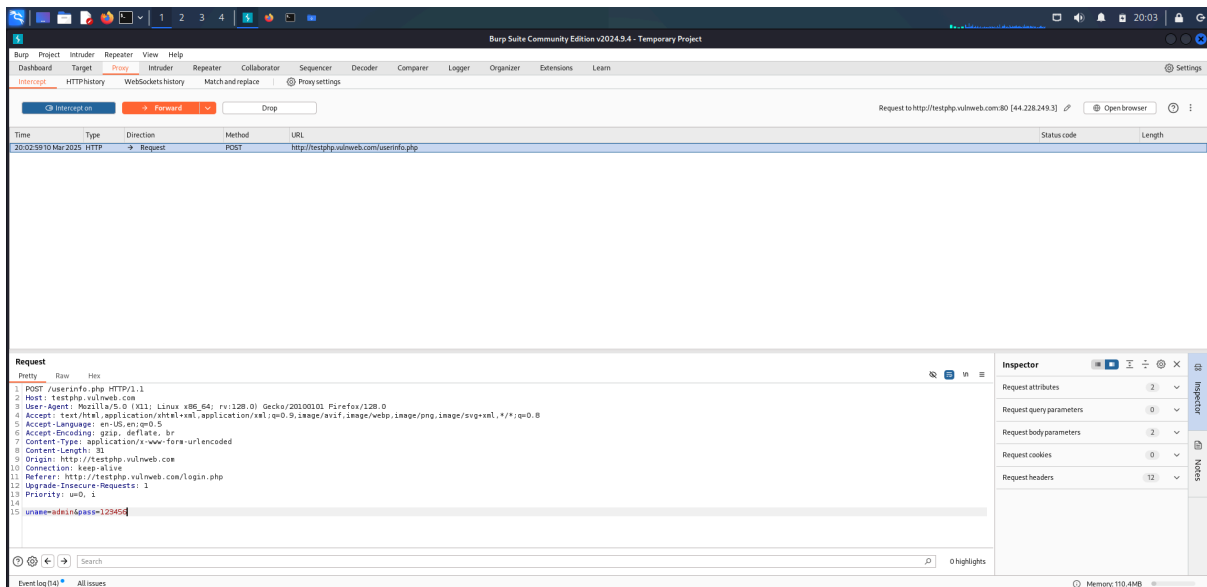 1 2 3 4 20:03
Burp Suite Community Edition v2024.9.4 - Temporary Project
Burp Project Intruder Repeater View Help
Dashboard Target Proxy Intruder Repeater Collaborator Sequencer Decoder Comparer Logger Organizer Extensions Learn Settings
Intercept HTTP history WebSockets history Match and replace Proxy settings
Intercept on Forward Drop Request to http://testphp.vulnweb.com:80 [44.228.249.3] Open browser
Time Type Direction Method URL Status code Length
20:02:59 10 Mar 2025 HTTP → Request POST http://testphp.vulnweb.com/userinfo.php
Request
Pretty Raw Hex
1 POST /userinfo.php HTTP/1.1
2 Host: testphp.vulnweb.com
3 User-Agent: Mozilla/5.0 (X11; Linux x86_64; rv:128.0) Gecko/20100101 Firefox/128.0
4 Accept: text/html,application/xhtml+xml,application/xml;q=0.9,image/avif,image/webp,image/png,image/svg+xml,*/*;q=0.8
5 Accept-Language: en-US,en;q=0.5
6 Accept-Encoding: gzip, deflate, br
7 Content-Type: application/x-www-form-urlencoded
8 Content-Length: 31
9 Origin: http://testphp.vulnweb.com
10 Connection: keep-alive
11 Referer: http://testphp.vulnweb.com/login.php
12 Upgrade-Insecure-Requests: 1
13 Priority: u=0, i
14
15 uname=admin&pass=123456
Inspector
Request attributes 2
Request query parameters 0
Request body parameters 2
Request cookies 0
Request headers 12
Inspector
Notes
Search 0 highlights
Event log (14) All issues Memory: 110.4MB